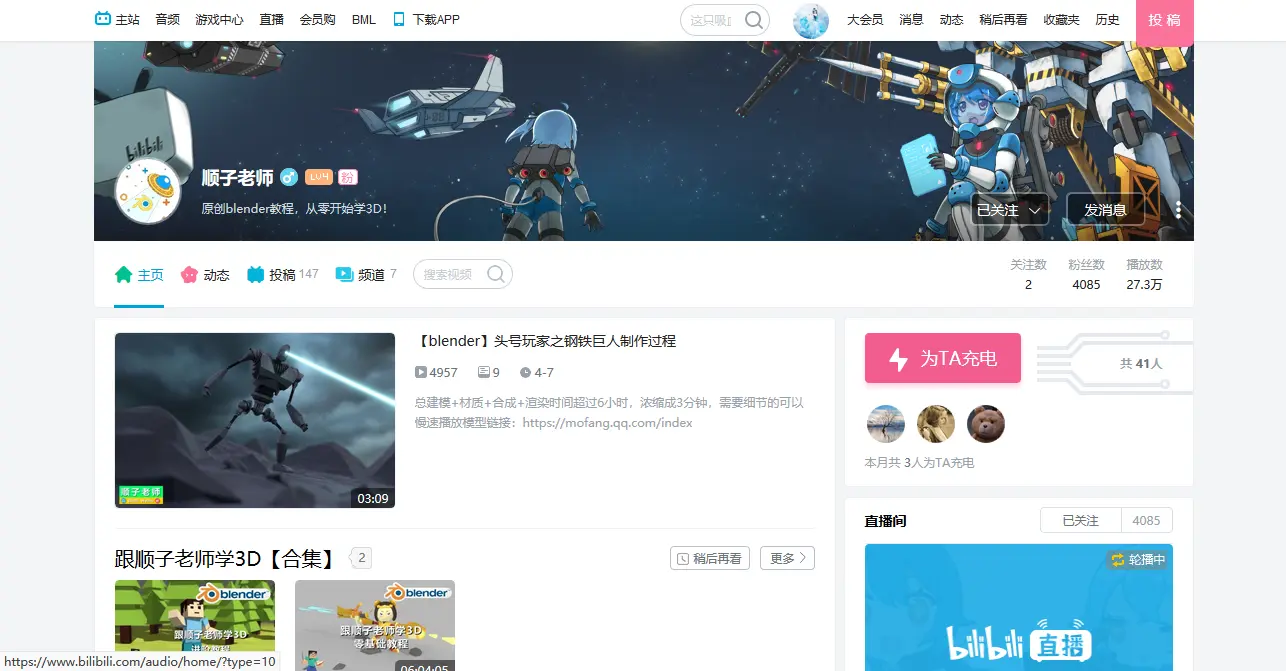 主站 音频 游戏中心 直播 会员购 BML 下载APP 大会员 消息 动态 稍后再看 收藏夹 历史 投 稿
bilibili
顺子老师 LV4 粉
原创blender教程，从零开始学3D！
已关注 发消息
主页 动态 投稿 147 频道 7 搜索视频
关注数 粉丝数 播放数
2 4085 27.3万
【blender】头号玩家之钢铁巨人制作过程
4957 9 4-7
总建模+材质+合成+渲染时间超过6小时，浓缩成3分钟，需要细节的可以
慢速播放模型链接：https://mofang.qq.com/index
顺子老师
03:09
为TA充电 共 41人
本月共 3人为TA充电
直播间 已关注 4085
轮播中
bilibili 直播
跟顺子老师学3D【合集】 2 稍后再看 更多
blender
跟顺子老师学3D
blender
跟顺子老师学3D
零基础教程
06:04:05
https://www.bilibili.com/audio/home/?type=10